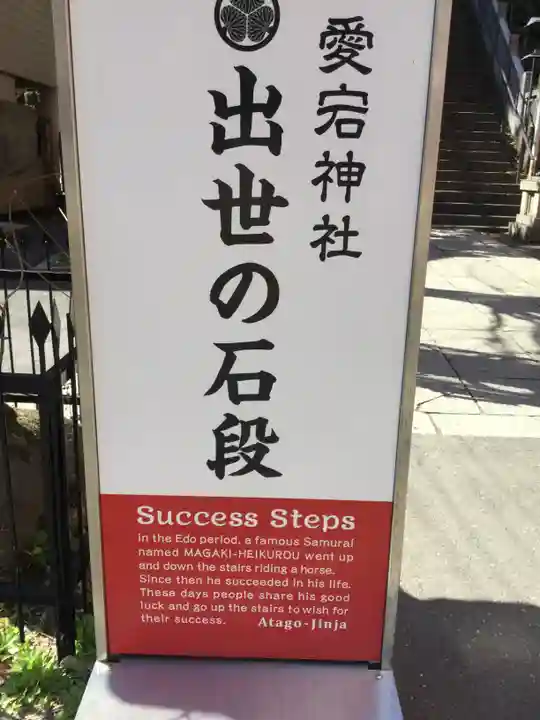 愛宕神社
出世の石段
Success Steps
in the Edo period, a famous Samurai
named MAGAKI-HEIKUROU went up
and down the stairs riding a horse.
Since then he succeeded in his life.
These days people share his good
luck and go up the stairs to wish for
their success. Atago-Jinja